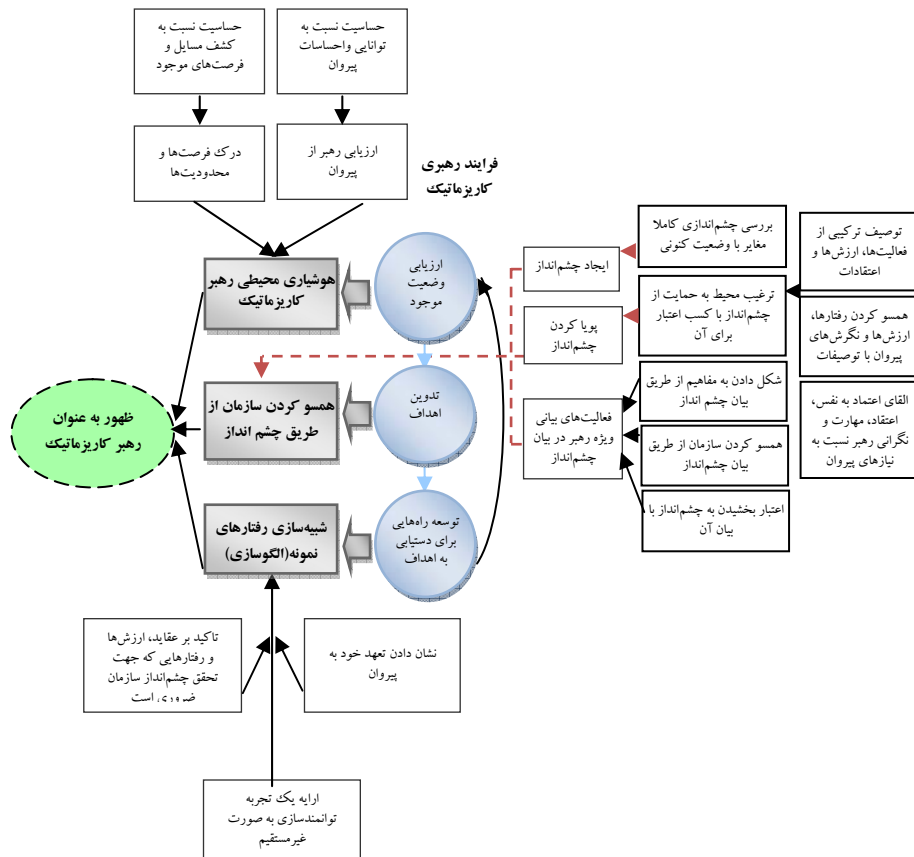 حساسیت نسبت به
کشف مسایل و
فرصت‌های موجود
حساسیت نسبت به
توانایی واحساسات
پیروان
درک فرصت‌ها و
محدودیت‌ها
ارزیابی رهبر از
پیروان
فرایند رهبری
کاریزماتیک
توصیف ترکیبی از
فعالیت‌ها، ارزش‌ها و
اعتقادات
بررسی چشم‌اندازی کاملا
مغایر با وضعیت کنونی
ایجاد چشم‌انداز
ارزیابی
وضعیت
موجود
هوشیاری محیطی رهبر
کاریزماتیک
ترغیب محیط به حمایت از
چشم‌انداز با کسب اعتبار
برای آن
همسو کردن رفتارها،
ارزش‌ها و نگرش‌های
پیروان با توصیفات
پویا کردن
چشم‌انداز
شکل دادن به مفاهیم از طریق
بیان چشم انداز
القای اعتماد به نفس،
اعتقاد، مهارت و
نگرانی رهبر نسبت به
نیازهای پیروان
تدوین
اهداف
همسو کردن سازمان از
طریق چشم انداز
ظهور به عنوان
رهبر کاریزماتیک
فعالیت‌های بیانی
ویژه رهبر در بیان
چشم‌انداز
همسو کردن سازمان از طریق
بیان چشم‌انداز
اعتبار بخشیدن به چشم‌انداز با
بیان آن
توسعه راه‌هایی
برای دستیابی
به اهداف
شبیه‌سازی رفتارهای
نمونه(الگوسازی)
نشان دادن تعهد خود به
پیروان
تاکید بر عقاید، ارزش‌ها
و رفتارهایی که جهت
تحقق چشم‌انداز سازمان
ضروری است
ارایه یک تجربه
توانمندسازی به صورت
غیرمستقیم